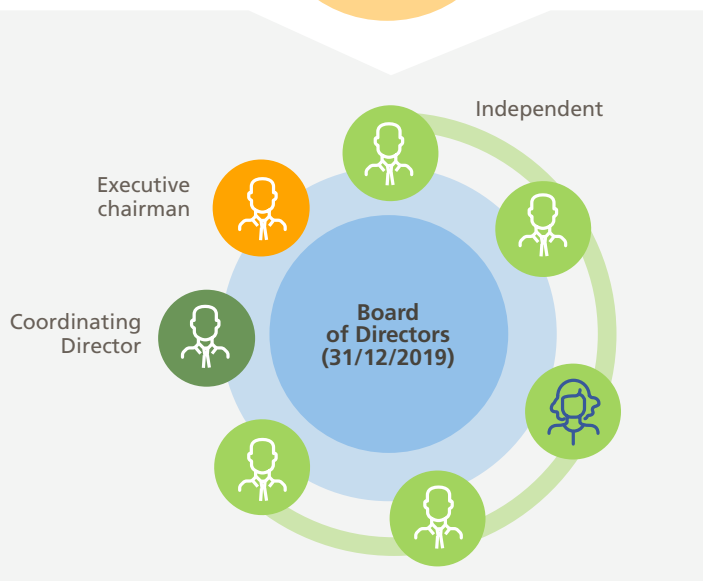 Independent
Executive
chairman
Coordinating
Director
Board
of Directors
(31/12/2019)